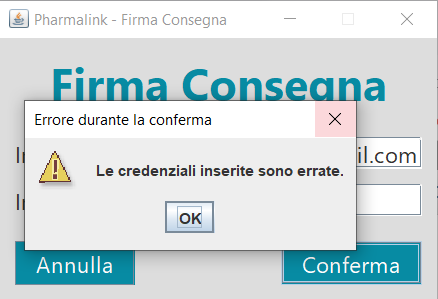 Pharmalink - Firma Consegna
Firma Consegna
Errore durante la conferma
il.com
Le credenziali inserite sono errate.
OK
Annulla
Conferma